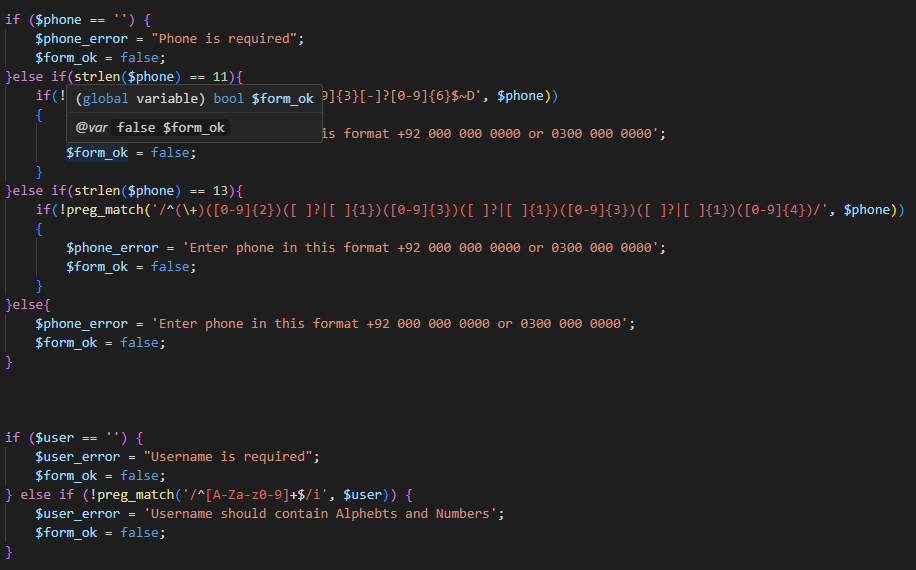 if ($phone == '') {
$phone_error = "Phone is required";
$form_ok = false;
}else if(strlen($phone) == 11){
if(! 9]{3}[-]?[0-9]{6}$~D', $phone))
(global variable) bool $form_ok
{
@var false $form_ok
is format +92 000 000 0000 or 0300 000 0000';
$form_ok = false;
}
}else if(strlen($phone) == 13){
if(!preg_match('/^(\+)([0-9]{2})([ ]?|[ ]{1})([0-9]{3})([ ]?|[ ]{1})([0-9]{3})([ ]?|[ ]{1})([0-9]{4})/', $phone))
{
$phone_error = 'Enter phone in this format +92 000 000 0000 or 0300 000 0000';
$form_ok = false;
}
}else{
$phone_error = 'Enter phone in this format +92 000 000 0000 or 0300 000 0000';
$form_ok = false;
}
if ($user == '') {
$user_error = "Username is required";
$form_ok = false;
} else if (!preg_match('/^[A-Za-z0-9]+$/i', $user)) {
$user_error = 'Username should contain Alphebts and Numbers';
$form_ok = false;
}